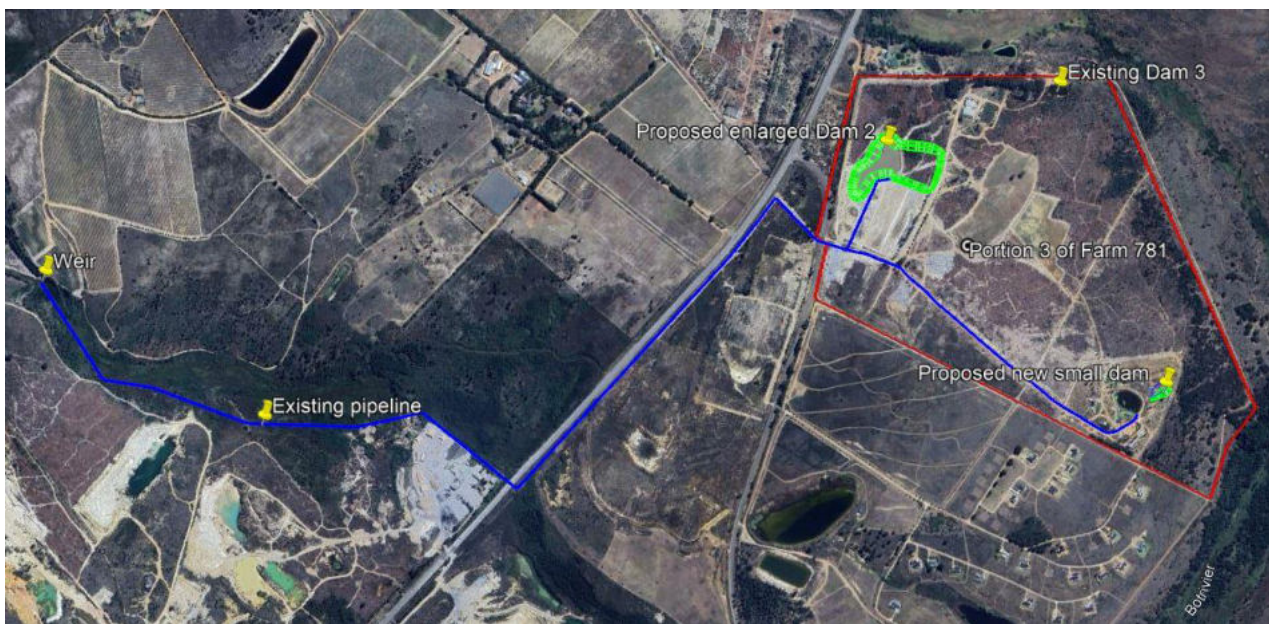 Existing Dam 3
Proposed enlarged Dam 2
Portion 3 of Farm 781
Weir
Proposed new small dam
Existing pipeline
Botrivier